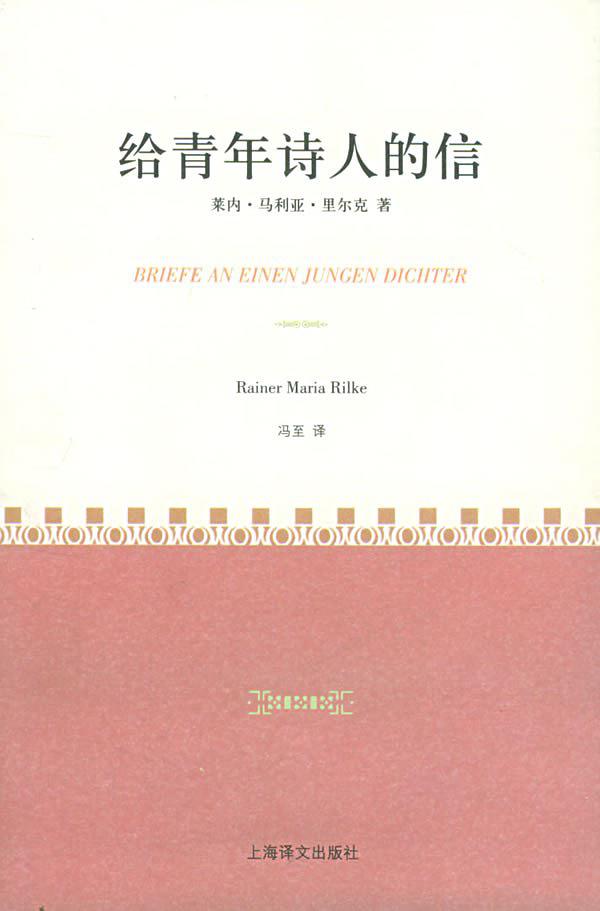 给青年诗人的信
莱内·马利亚·里尔克 著
BRIEFE AN EINEN JUNGEN DICHTER
Rainer Maria Rilke
冯至 译
上海译文出版社